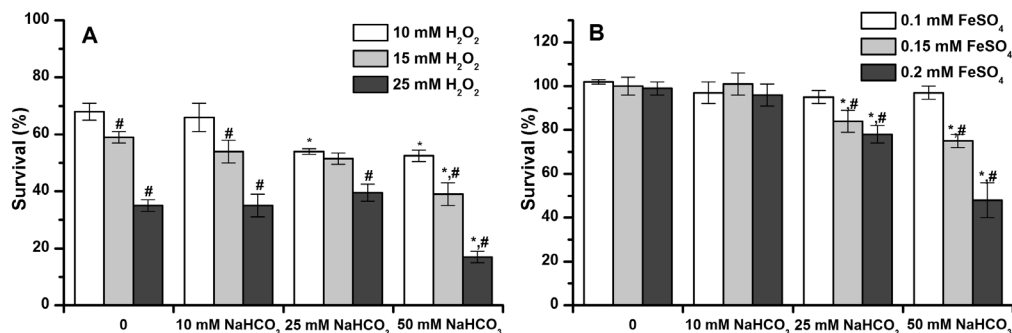 A
10 mM H₂O₂
15 mM H₂O₂
25 mM H₂O₂
Survival (%)
100
80
60
40
20
0
#
#
#
#
*
#
*
*,#
*,#
0
10 mM NaHCO₃
25 mM NaHCO₃
50 mM NaHCO₃
B
0.1 mM FeSO₄
0.15 mM FeSO₄
0.2 mM FeSO₄
Survival (%)
120
100
80
60
40
20
0
*,#
*,#
*,#
*,#
0
10 mM NaHCO₃
25 mM NaHCO₃
50 mM NaHCO₃